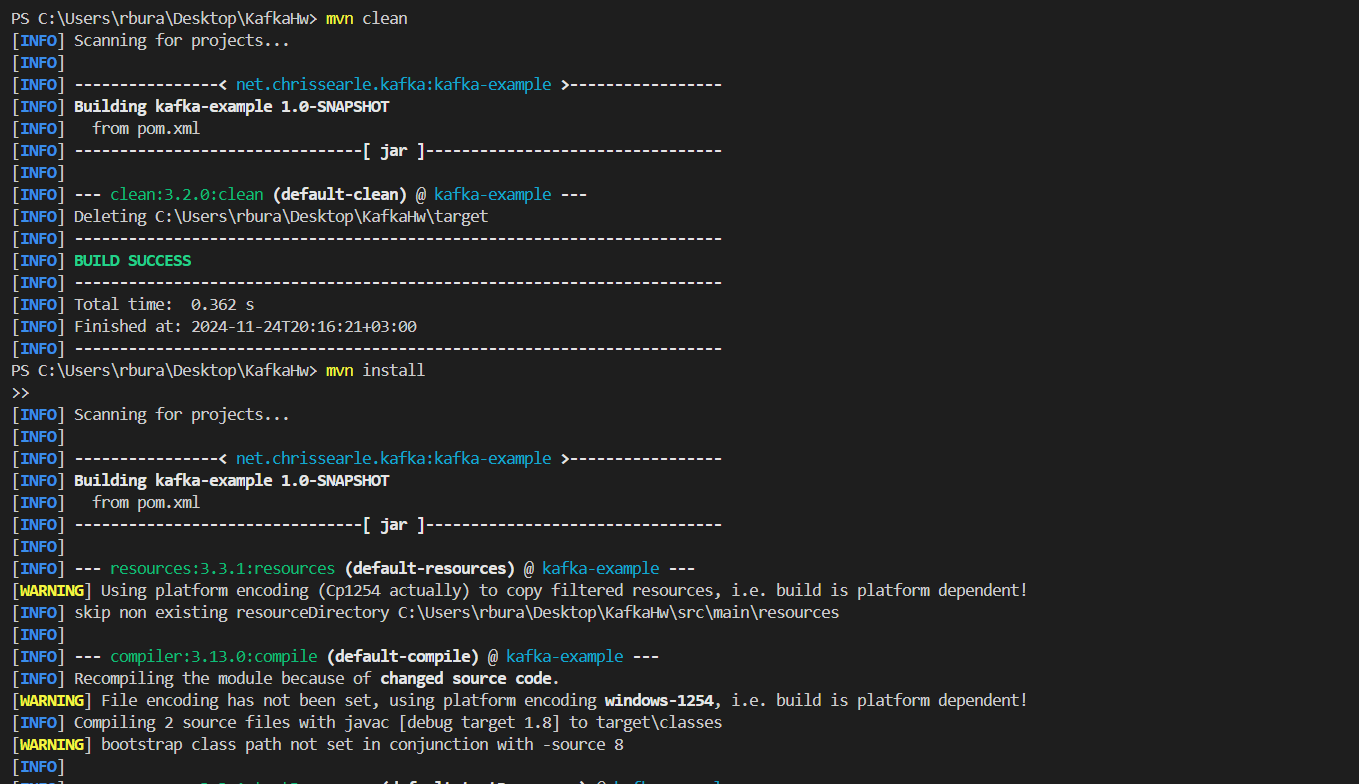 PS C:\Users\rbura\Desktop\KafkaHw> mvn clean
[INFO] Scanning for projects...
[INFO]
[INFO] ----------------< net.chrissearle.kafka:kafka-example >-----------------
[INFO] Building kafka-example 1.0-SNAPSHOT
[INFO]   from pom.xml
[INFO] --------------------------------[ jar ]---------------------------------
[INFO]
[INFO] --- clean:3.2.0:clean (default-clean) @ kafka-example ---
[INFO] Deleting C:\Users\rbura\Desktop\KafkaHw\target
[INFO] ------------------------------------------------------------------------
[INFO] BUILD SUCCESS
[INFO] ------------------------------------------------------------------------
[INFO] Total time:  0.362 s
[INFO] Finished at: 2024-11-24T20:16:21+03:00
[INFO] ------------------------------------------------------------------------
PS C:\Users\rbura\Desktop\KafkaHw> mvn install
>>
[INFO] Scanning for projects...
[INFO]
[INFO] ----------------< net.chrissearle.kafka:kafka-example >-----------------
[INFO] Building kafka-example 1.0-SNAPSHOT
[INFO]   from pom.xml
[INFO] --------------------------------[ jar ]---------------------------------
[INFO]
[INFO] --- resources:3.3.1:resources (default-resources) @ kafka-example ---
[WARNING] Using platform encoding (Cp1254 actually) to copy filtered resources, i.e. build is platform dependent!
[INFO] skip non existing resourceDirectory C:\Users\rbura\Desktop\KafkaHw\src\main\resources
[INFO]
[INFO] --- compiler:3.13.0:compile (default-compile) @ kafka-example ---
[INFO] Recompiling the module because of changed source code.
[WARNING] File encoding has not been set, using platform encoding windows-1254, i.e. build is platform dependent!
[INFO] Compiling 2 source files with javac [debug target 1.8] to target\classes
[WARNING] bootstrap class path not set in conjunction with -source 8
[INFO]